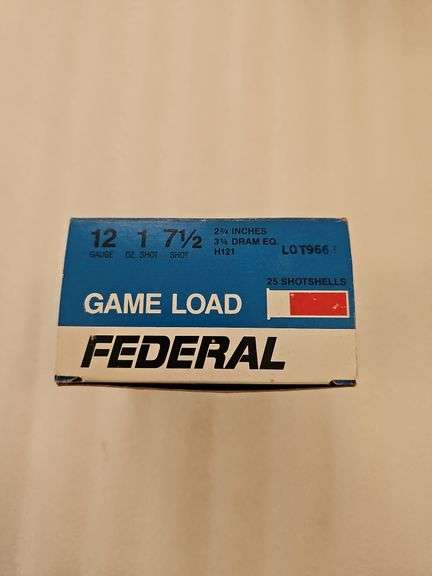 12 1 7½
GAUGE OZ. SHOT SHOT
2¾ INCHES
3¼ DRAM EQ.
H121
LOT966
25 SHOTSHELLS
GAME LOAD
FEDERAL